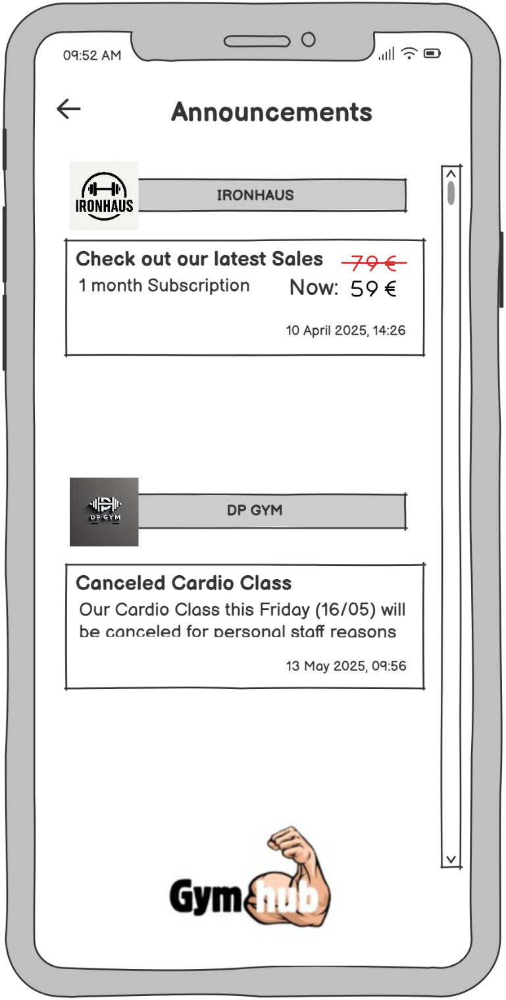 09:52 AM
Announcements
IRONHAUS
IRONHAUS
Check out our latest Sales 79 €
1 month Subscription Now: 59 €
10 April 2025, 14:26
DP GYM
DP GYM
Canceled Cardio Class
Our Cardio Class this Friday (16/05) will
be canceled for personal staff reasons
13 May 2025, 09:56
Gym hub